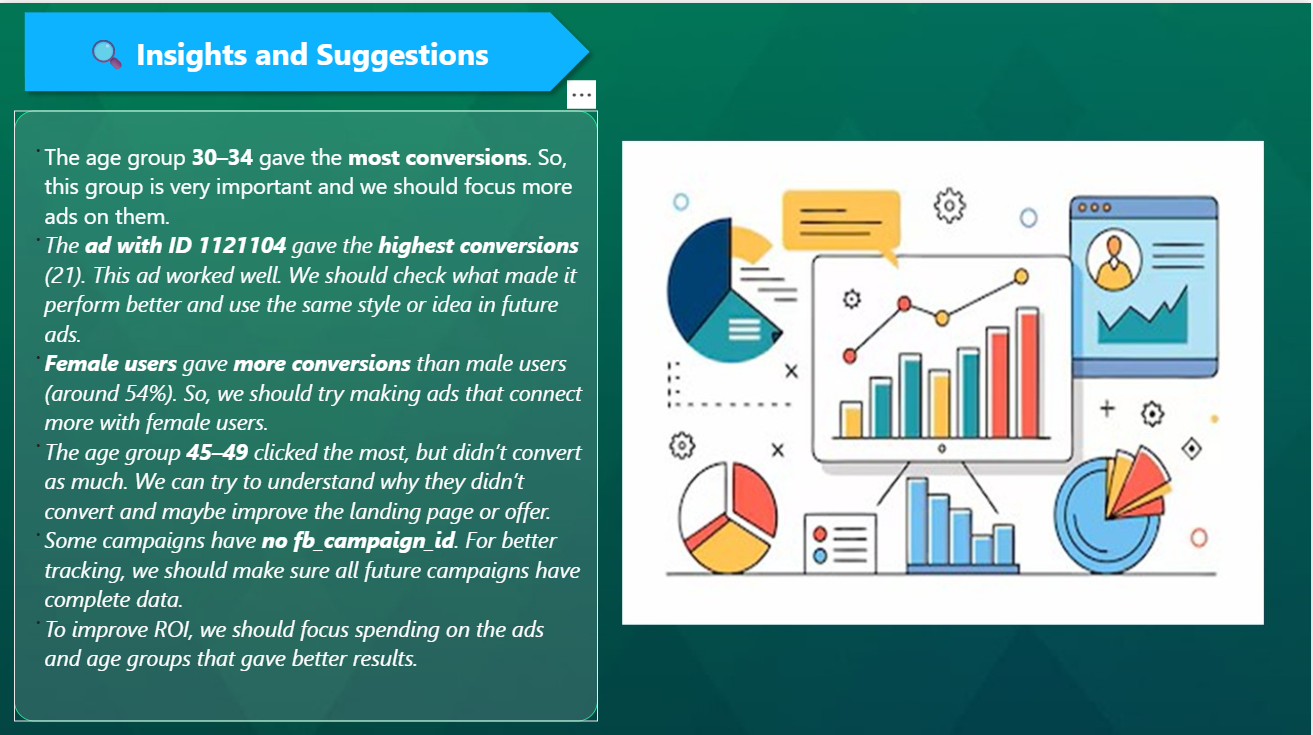 🔍 Insights and Suggestions
The age group 30–34 gave the most conversions. So,
this group is very important and we should focus more
ads on them.
The ad with ID 1121104 gave the highest conversions
(21). This ad worked well. We should check what made it
perform better and use the same style or idea in future
ads.
Female users gave more conversions than male users
(around 54%). So, we should try making ads that connect
more with female users.
The age group 45–49 clicked the most, but didn’t convert
as much. We can try to understand why they didn’t
convert and maybe improve the landing page or offer.
Some campaigns have no fb_campaign_id. For better
tracking, we should make sure all future campaigns have
complete data.
To improve ROI, we should focus spending on the ads
and age groups that gave better results.